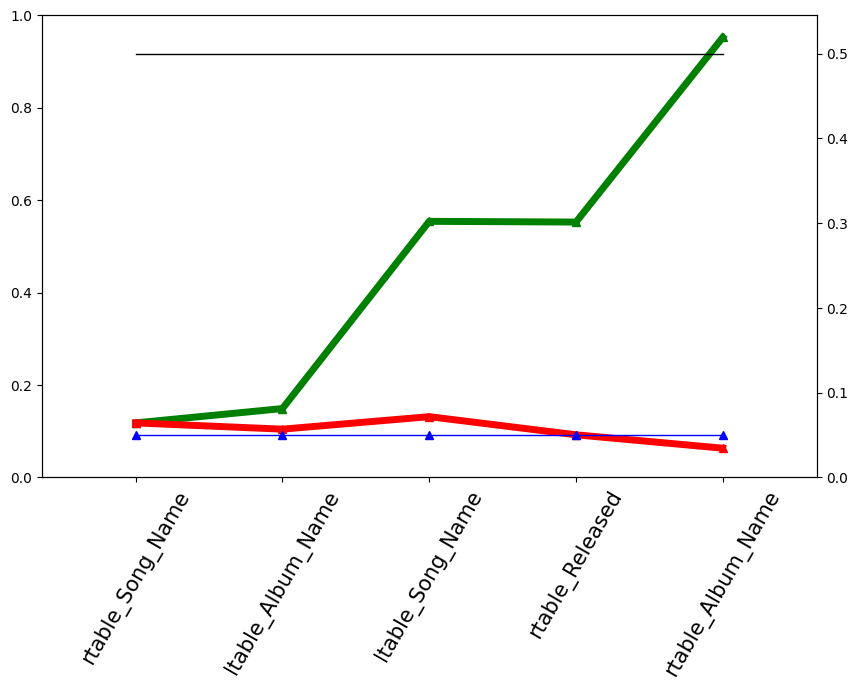 1.0
0.8
0.6
0.4
0.2
0.0
0.5
0.4
0.3
0.2
0.1
0.0
rtable_Song_Name
ltable_Album_Name
ltable_Song_Name
rtable_Released
rtable_Album_Name